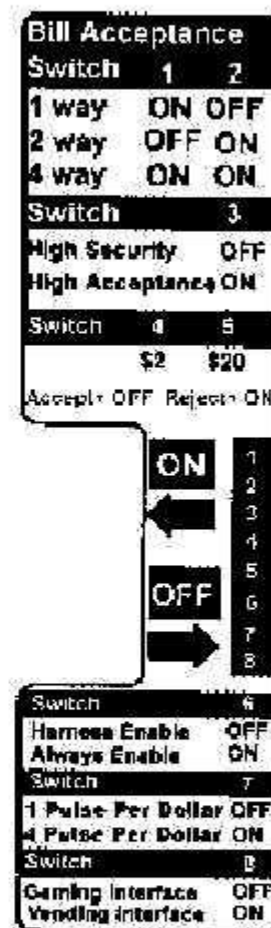 Bill Acceptance
Switch 1 2
1 way ON OFF
2 way OFF ON
4 way ON ON
Switch 3
High Security OFF
High Acceptance ON
Switch 4 5
$2 $20
Accept= OFF Reject= ON
ON
1
2
3
4
5
OFF
6
7
8
Switch 6
Harness Enable OFF
Always Enable ON
Switch 7
1 Pulse Per Dollar OFF
4 Pulse Per Dollar ON
Switch 8
Gaming Interface OFF
Vending Interface ON